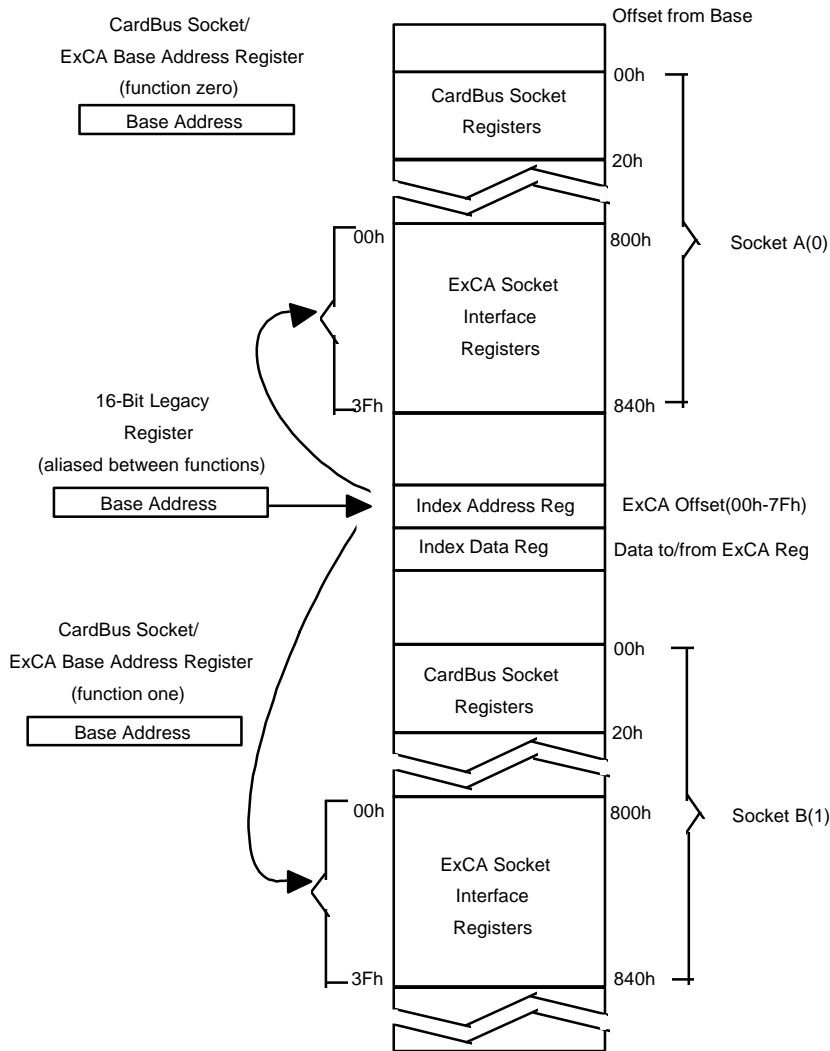 Offset from Base
CardBus Socket/
ExCA Base Address Register
(function zero)
Base Address
00h
CardBus Socket
Registers
20h
00h
800h
Socket A(0)
ExCA Socket
Interface
Registers
3Fh
840h
16-Bit Legacy
Register
(aliased between functions)
Base Address
Index Address Reg
ExCA Offset(00h-7Fh)
Index Data Reg
Data to/from ExCA Reg
CardBus Socket/
ExCA Base Address Register
(function one)
Base Address
00h
CardBus Socket
Registers
20h
00h
800h
Socket B(1)
ExCA Socket
Interface
Registers
3Fh
840h